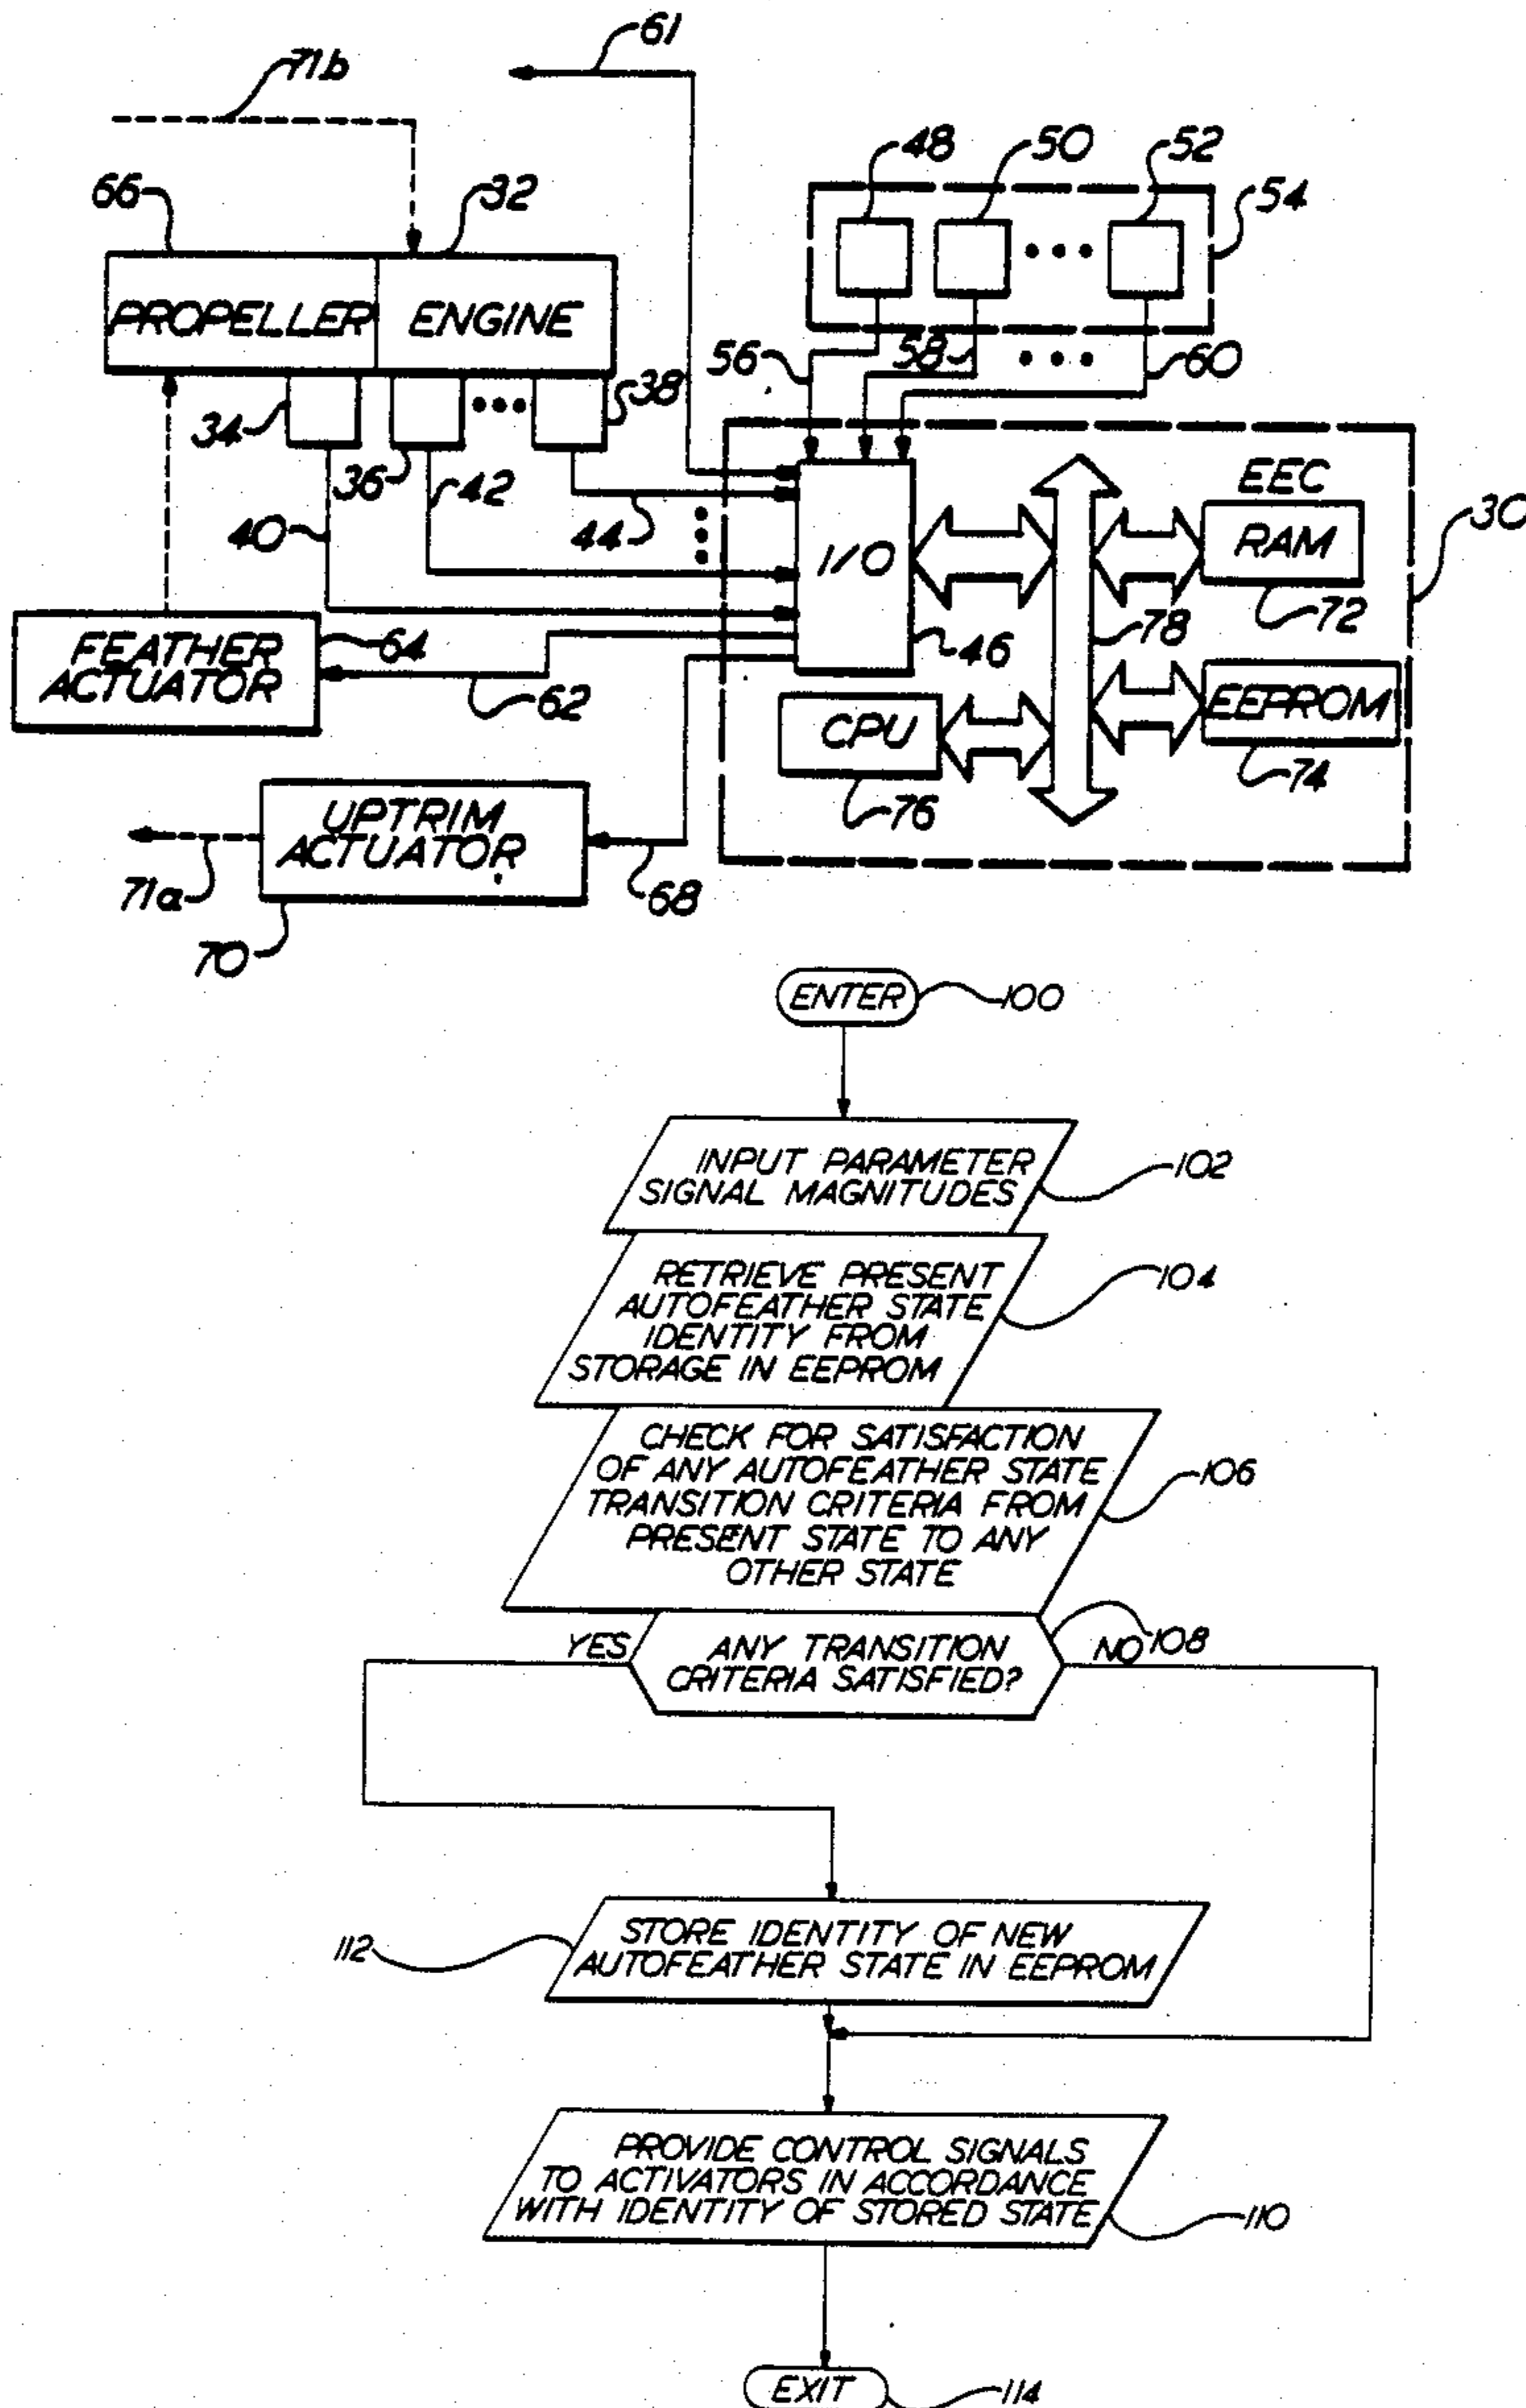 61
71b
48
50
52
66
32
54
PROPELLER
ENGINE
56
58
60
34
38
36
42
EEC
40
44
I/O
RAM
30
FEATHER
ACTUATOR
64
46
78
72
62
CPU
EEPROM
76
74
UPTRIM
ACTUATOR
71a
68
70
ENTER
100
INPUT PARAMETER
SIGNAL MAGNITUDES
102
RETRIEVE PRESENT
AUTOFEATHER STATE
IDENTITY FROM
STORAGE IN EEPROM
104
CHECK FOR SATISFACTION
OF ANY AUTOFEATHER STATE
TRANSITION CRITERIA FROM
PRESENT STATE TO ANY
OTHER STATE
106
YES
ANY TRANSITION
CRITERIA SATISFIED?
NO
108
STORE IDENTITY OF NEW
AUTOFEATHER STATE IN EEPROM
112
PROVIDE CONTROL SIGNALS
TO ACTIVATORS IN ACCORDANCE
WITH IDENTITY OF STORED STATE
110
EXIT
114